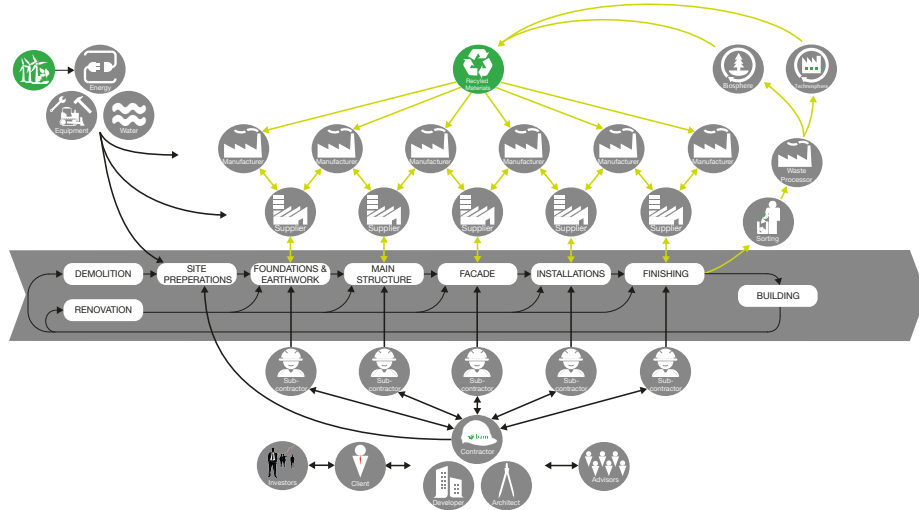 Energy
Equipment
Water
Recyled
Materials
Biosphere
Technosphere
Manufacturer
Manufacturer
Manufacturer
Manufacturer
Manufacturer
Manufacturer
Waste
Processor
Supplier
Supplier
Supplier
Supplier
Supplier
Sorting
DEMOLITION
SITE
PREPERATIONS
FOUNDATIONS &
EARTHWORK
MAIN
STRUCTURE
FACADE
INSTALLATIONS
FINISHING
RENOVATION
BUILDING
Sub-
contractor
Sub-
contractor
Sub-
contractor
Sub-
contractor
Sub-
contractor
bam
Contractor
Investors
Client
Developer
Architect
Advisors